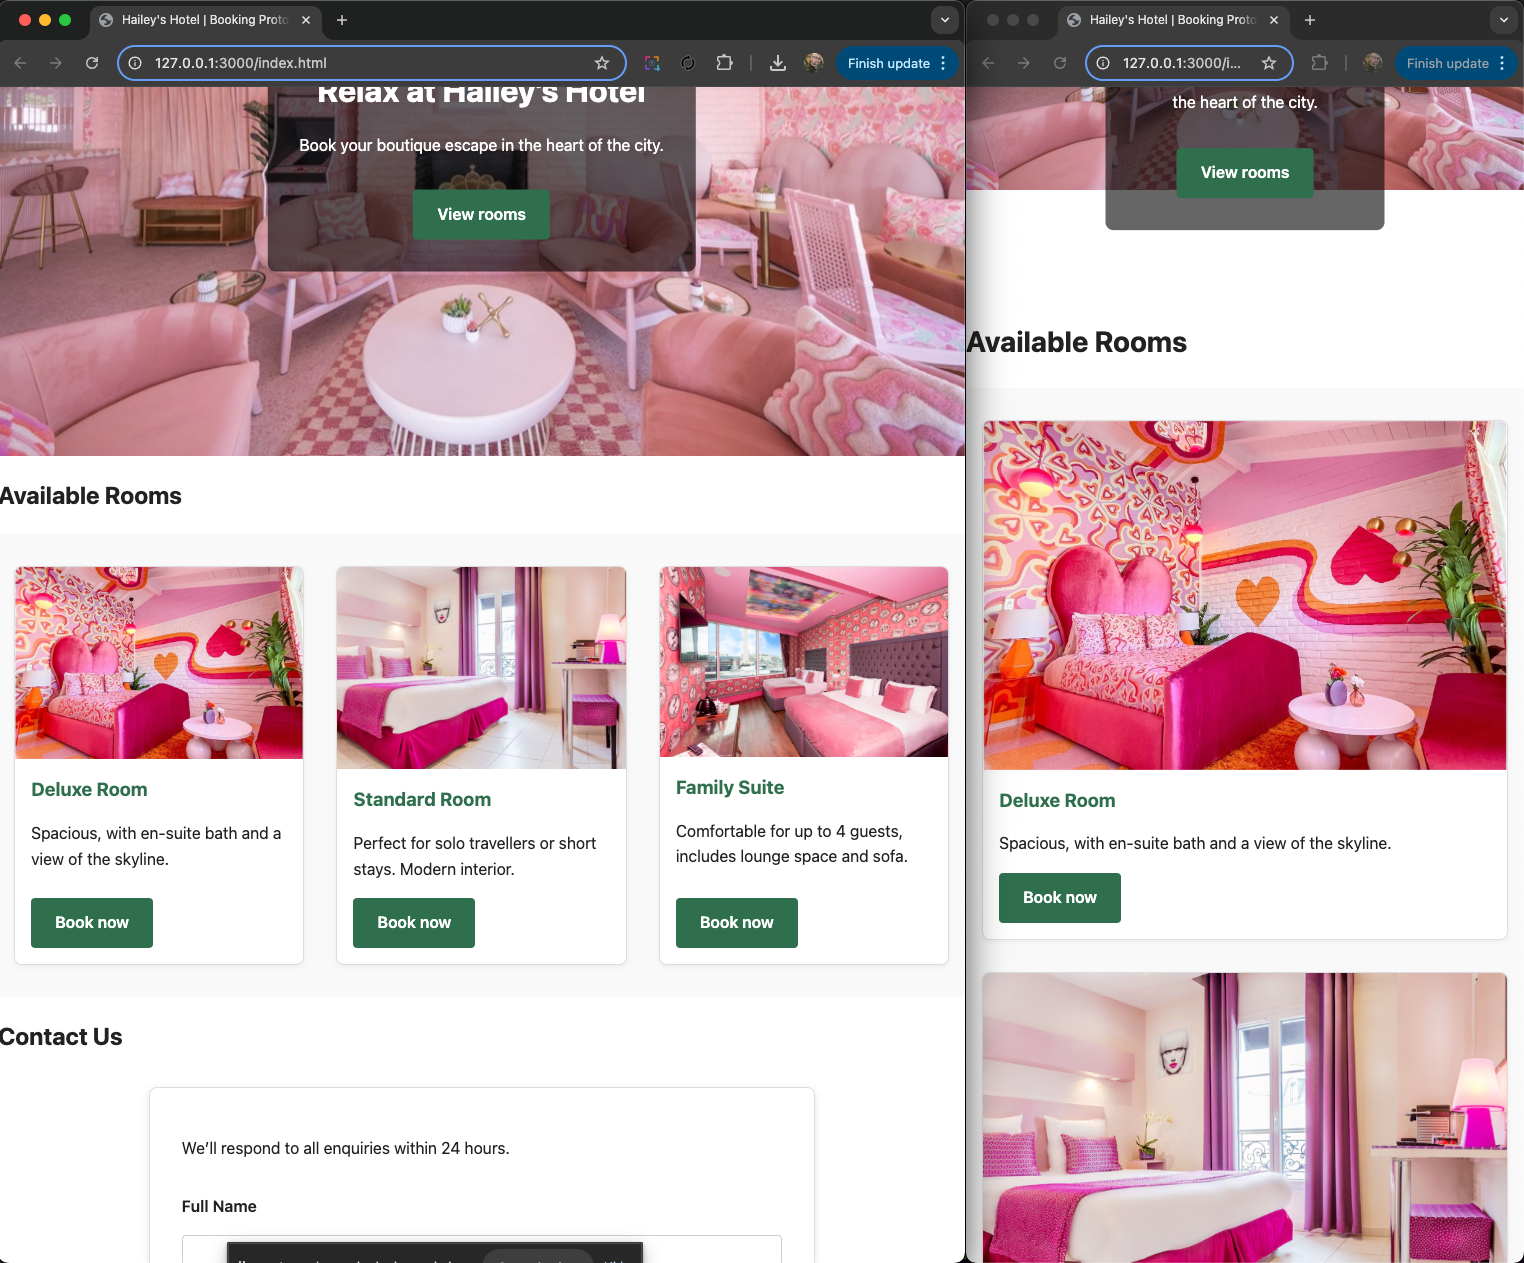 Hailey's Hotel | Booking Proto
127.0.0.1:3000/index.html
Finish update
Relax at Hailey's Hotel
Book your boutique escape in the heart of the city.
View rooms
Available Rooms
Deluxe Room
Spacious, with en-suite bath and a
view of the skyline.
Book now
Standard Room
Perfect for solo travellers or short
stays. Modern interior.
Book now
Family Suite
Comfortable for up to 4 guests,
includes lounge space and sofa.
Book now
Contact Us
We’ll respond to all enquiries within 24 hours.
Full Name
Hailey's Hotel | Booking Proto
127.0.0.1:3000/i...
Finish update
the heart of the city.
View rooms
Available Rooms
Deluxe Room
Spacious, with en-suite bath and a view of the skyline.
Book now